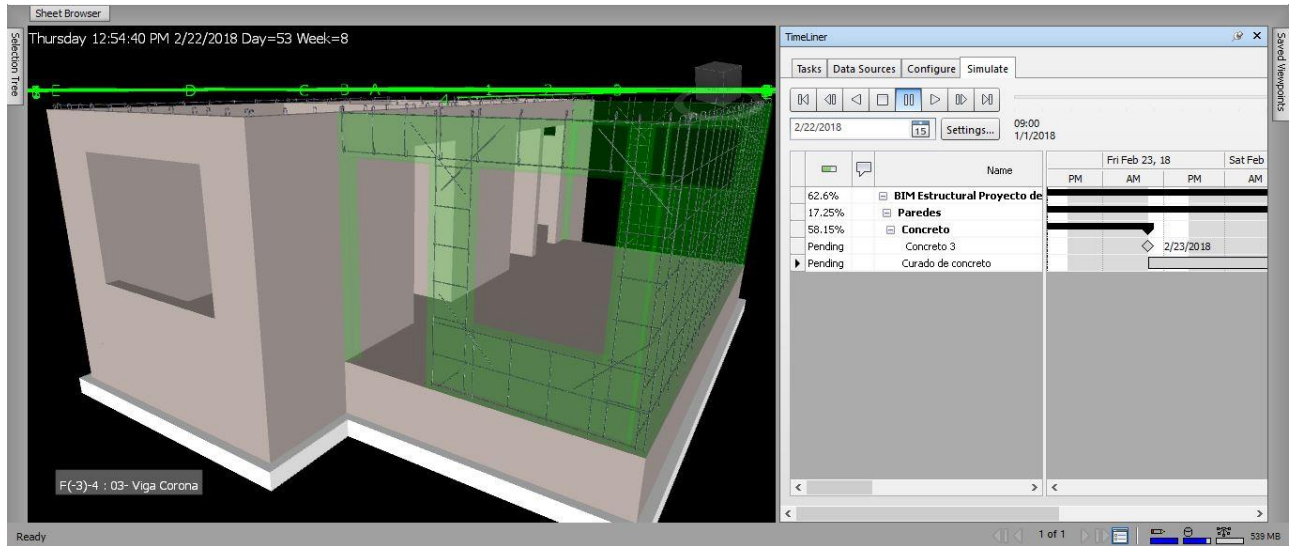 Sheet Browser
Selection Tree
Thursday 12:54:40 PM 2/22/2018 Day=53 Week=8
E D C B A 4 1 2 3
F(-3)-4 : 03- Viga Corona
TimeLiner
Tasks Data Sources Configure Simulate
2/22/2018 15 Settings... 09:00
1/1/2018
Name
Fri Feb 23, 18 Sat Feb
PM AM PM AM
62.6% BIM Estructural Proyecto de
17.25% Paredes
58.15% Concreto
Pending Concreto 3 2/23/2018
Pending Curado de concreto
Saved Viewpoints
Ready
1 of 1
539 MB